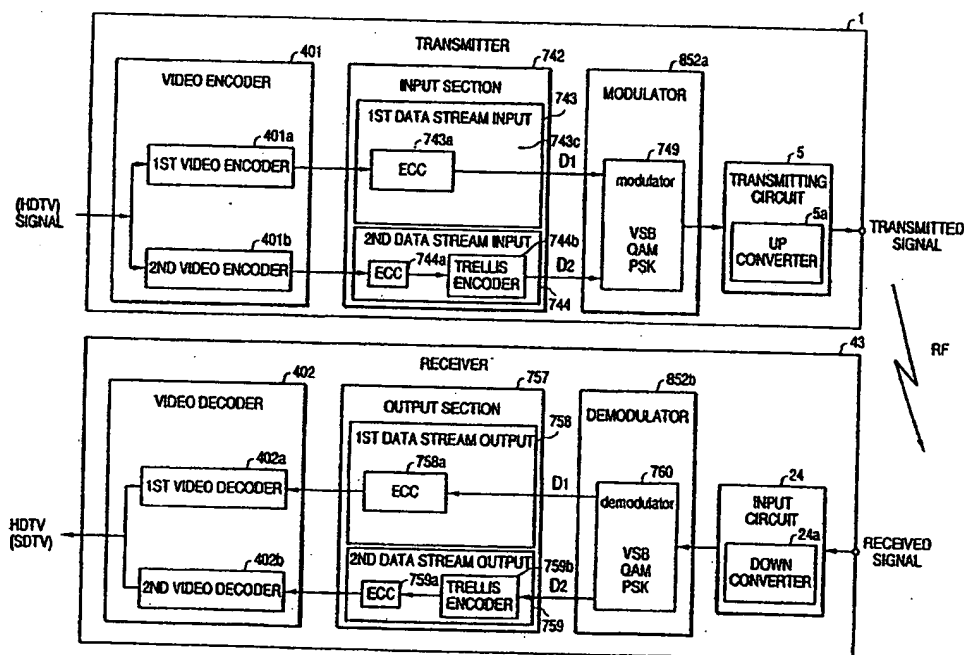 1
TRANSMITTER
401
VIDEO ENCODER
401a
1ST VIDEO ENCODER
(HDTV)
SIGNAL
401b
2ND VIDEO ENCODER
742
INPUT SECTION
743
1ST DATA STREAM INPUT
743a
743c
ECC
D1
2ND DATA STREAM INPUT
744b
744a
ECC
TRELLIS
ENCODER
D2
744
852a
MODULATOR
749
modulator
VSB
QAM
PSK
5
TRANSMITTING
CIRCUIT
5a
UP
CONVERTER
TRANSMITTED
SIGNAL
RF
43
RECEIVER
402
VIDEO DECODER
402a
1ST VIDEO DECODER
HDTV
(SDTV)
402b
2ND VIDEO DECODER
757
OUTPUT SECTION
758
1ST DATA STREAM OUTPUT
758a
ECC
D1
2ND DATA STREAM OUTPUT
759b
759a
ECC
TRELLIS
ENCODER
D2
759
852b
DEMODULATOR
760
demodulator
VSB
QAM
PSK
24
INPUT
CIRCUIT
24a
DOWN
CONVERTER
RECEIVED
SIGNAL